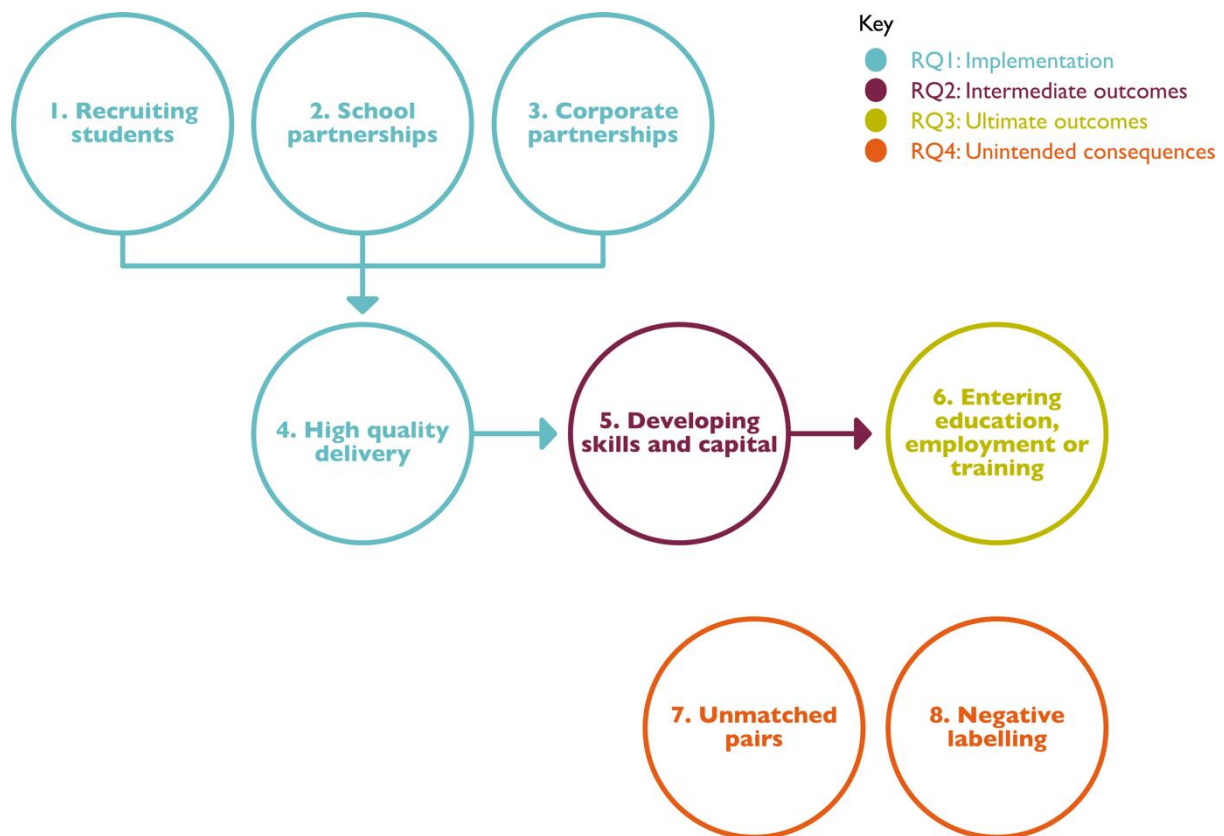 Key
RQ1: Implementation
RQ2: Intermediate outcomes
RQ3: Ultimate outcomes
RQ4: Unintended consequences
1. Recruiting
students
2. School
partnerships
3. Corporate
partnerships
4. High quality
delivery
5. Developing
skills and capital
6. Entering
education,
employment or
training
7. Unmatched
pairs
8. Negative
labelling